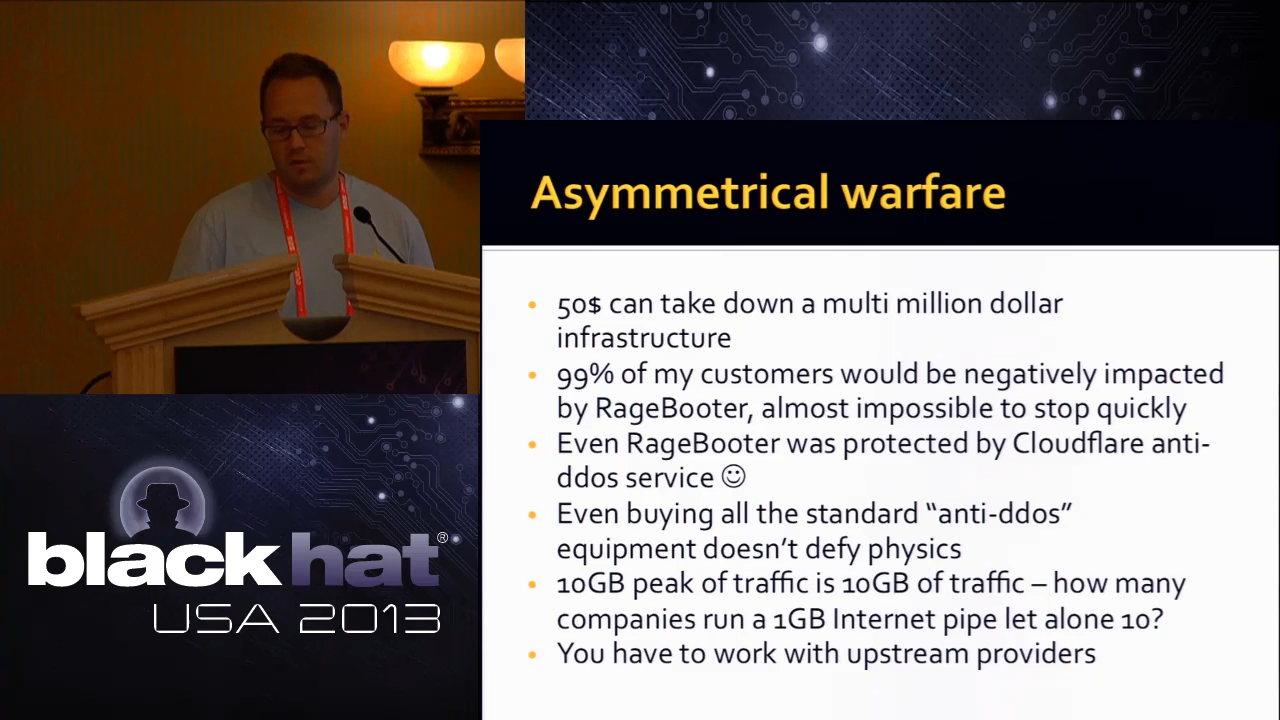 Asymmetrical warfare
• 50$ can take down a multi million dollar
infrastructure
• 99% of my customers would be negatively impacted
by RageBooter, almost impossible to stop quickly
• Even RageBooter was protected by Cloudflare anti-
ddos service ☺
• Even buying all the standard “anti-ddos”
equipment doesn’t defy physics
• 10GB peak of traffic is 10GB of traffic – how many
companies run a 1GB Internet pipe let alone 10?
• You have to work with upstream providers
black hat®
USA 2013